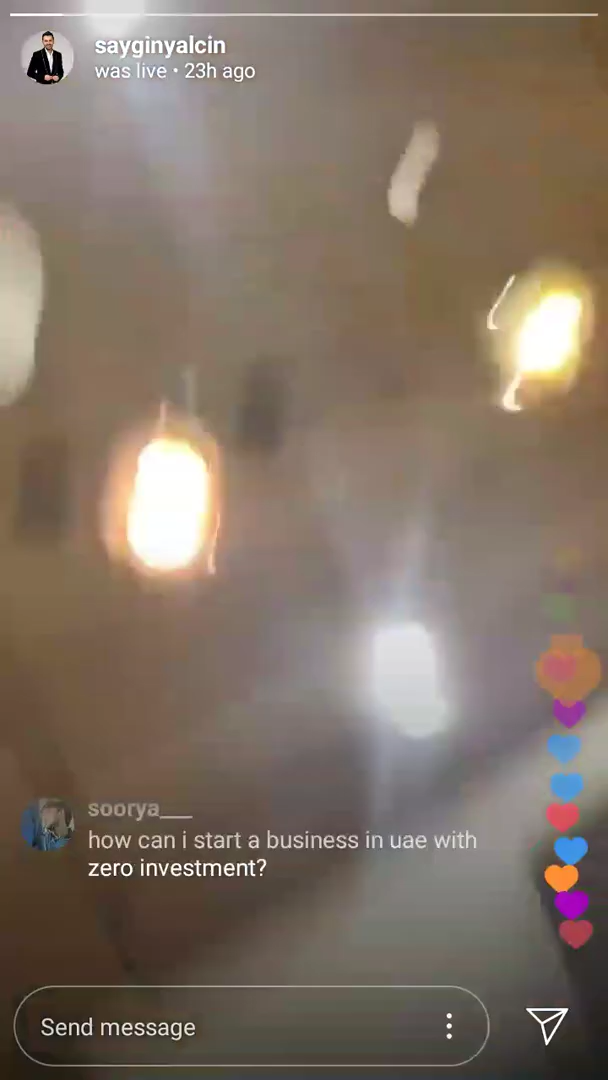 sayginyalcin
was live • 23h ago
soorya___
how can i start a business in uae with
zero investment?
Send message